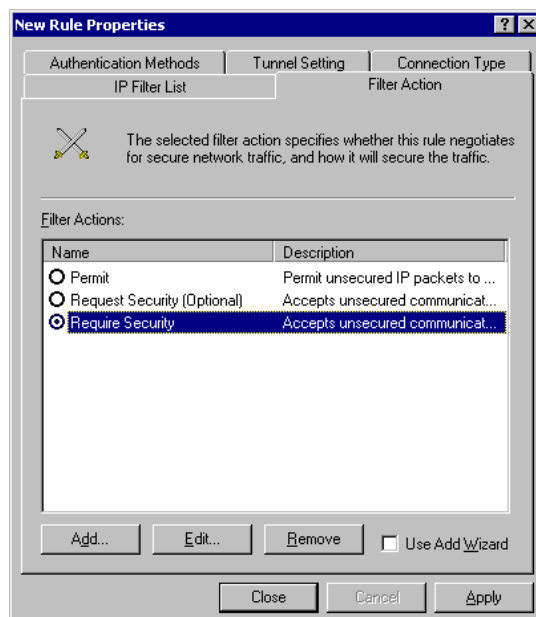 New Rule Properties
Authentication Methods Tunnel Setting Connection Type
IP Filter List Filter Action
The selected filter action specifies whether this rule negotiates
for secure network traffic, and how it will secure the traffic.
Filter Actions:
Name Description
Permit Permit unsecured IP packets to ...
Request Security (Optional) Accepts unsecured communicat...
Require Security Accepts unsecured communicat...
Add... Edit... Remove Use Add Wizard
Close Cancel Apply